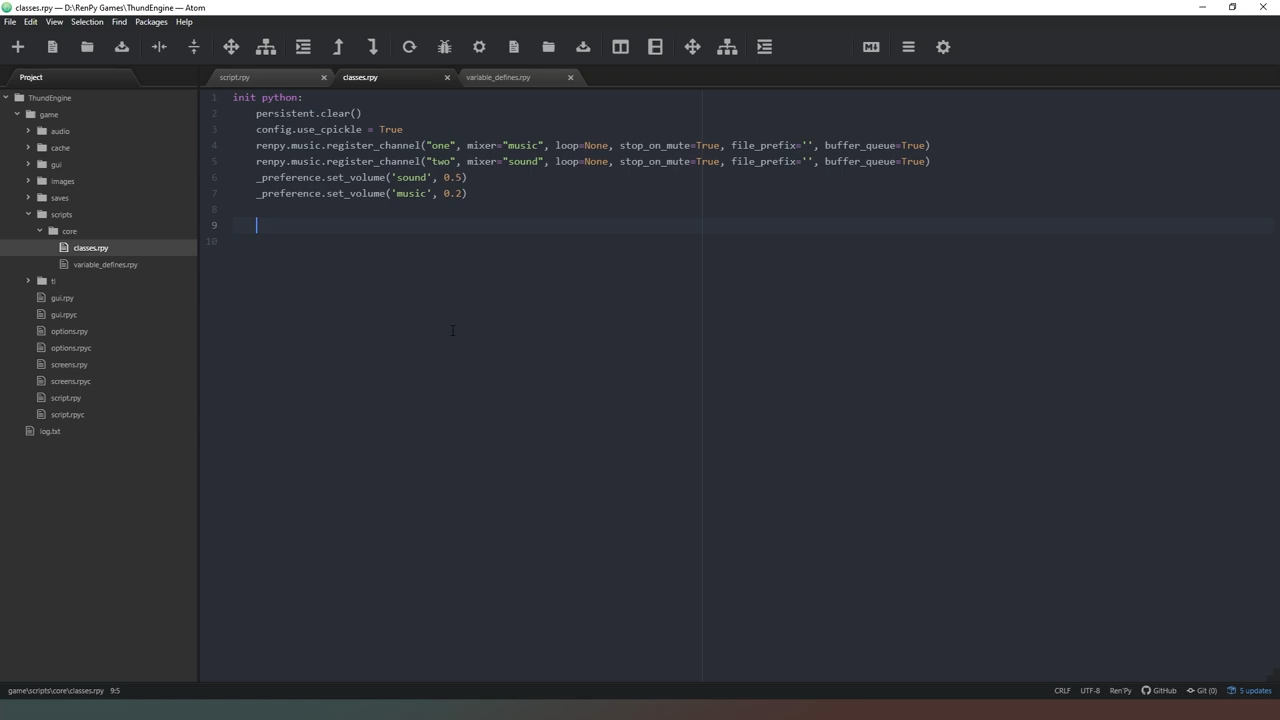 classes.rpy — D:\RenPy Games\ThundEngine — Atom
File Edit View Selection Find Packages Help
Project
script.rpy
classes.rpy
variable_defines.rpy
ThundEngine
game
audio
cache
gui
images
saves
scripts
core
classes.rpy
variable_defines.rpy
tl
gui.rpy
gui.rpyc
options.rpy
options.rpyc
screens.rpy
screens.rpyc
script.rpy
script.rpyc
log.txt
1 init python:
2 persistent.clear()
3 config.use_cpickle = True
4 renpy.music.register_channel("one", mixer="music", loop=None, stop_on_mute=True, file_prefix='', buffer_queue=True)
5 renpy.music.register_channel("two", mixer="sound", loop=None, stop_on_mute=True, file_prefix='', buffer_queue=True)
6 _preference.set_volume('sound', 0.5)
7 _preference.set_volume('music', 0.2)
8
9
10
game\scripts\core\classes.rpy 9:5
CRLF UTF-8 Ren'Py GitHub Git (0) 5 updates